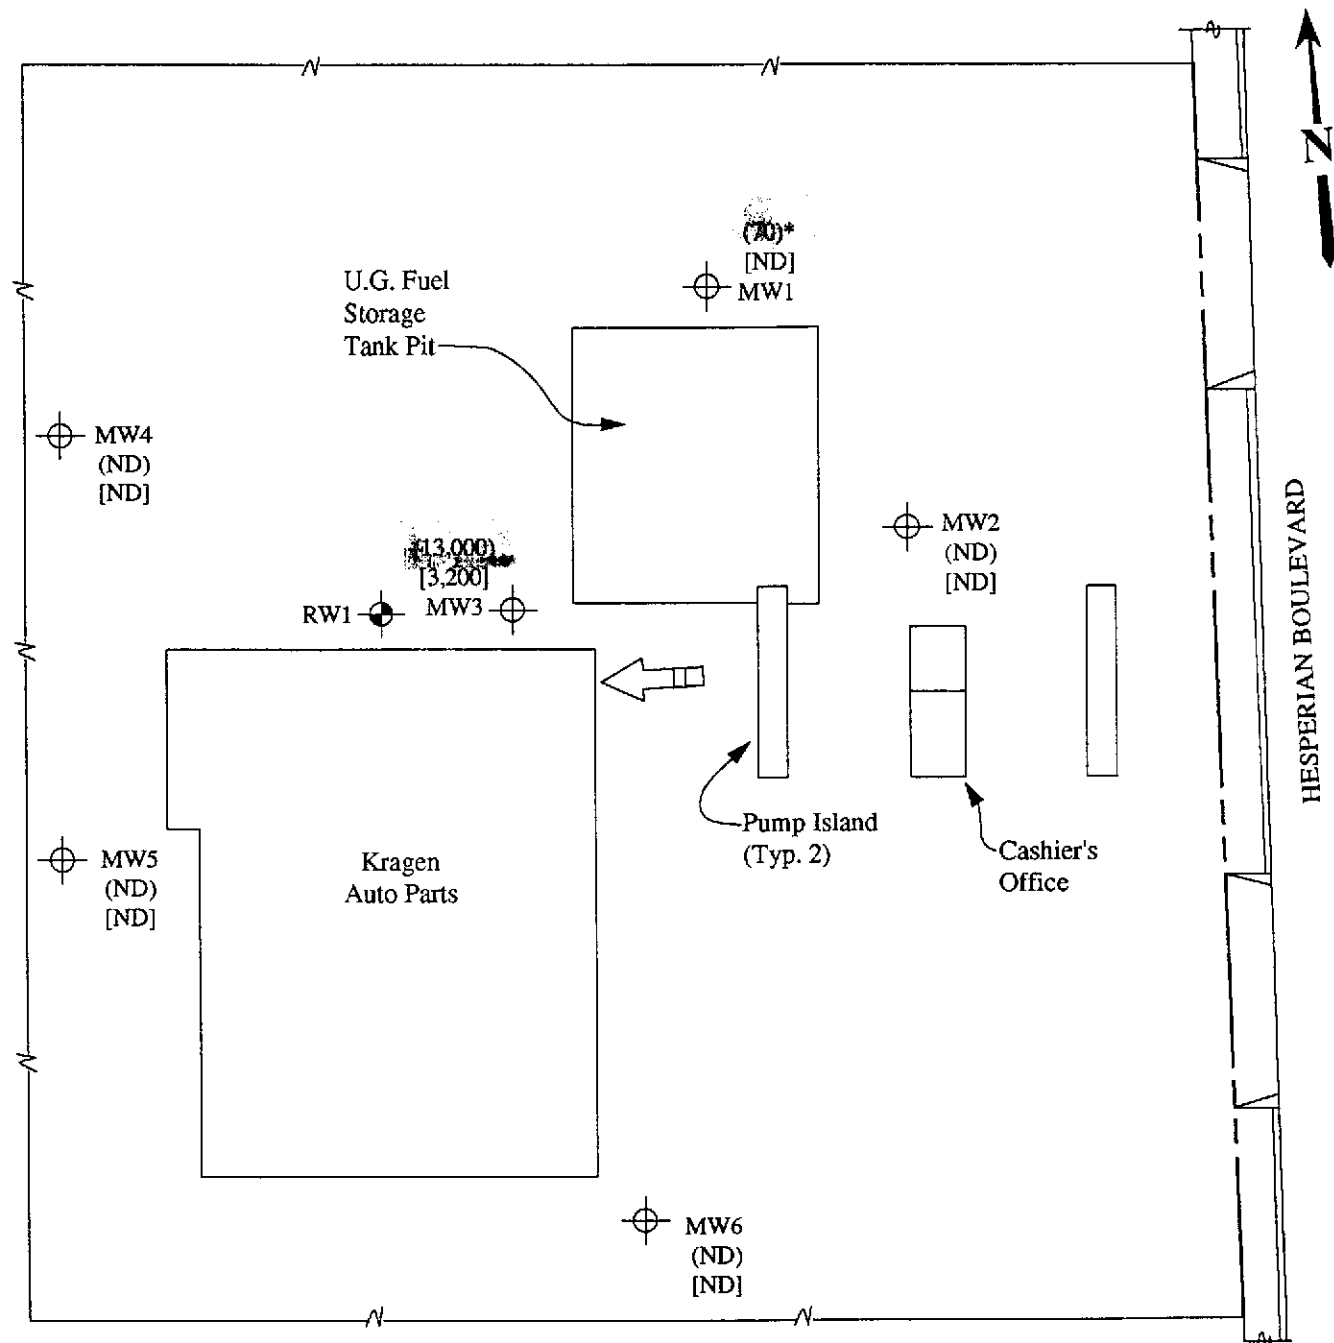 N
(70)*
[ND]
MW1
U.G. Fuel
Storage
Tank Pit
MW4
(ND)
[ND]
MW2
(ND)
[ND]
(13,000)
[3,200]
MW3
RW1
HESPERIAN BOULEVARD
Pump Island
(Typ. 2)
Cashier's
Office
Kragen
Auto Parts
MW5
(ND)
[ND]
MW6
(ND)
[ND]